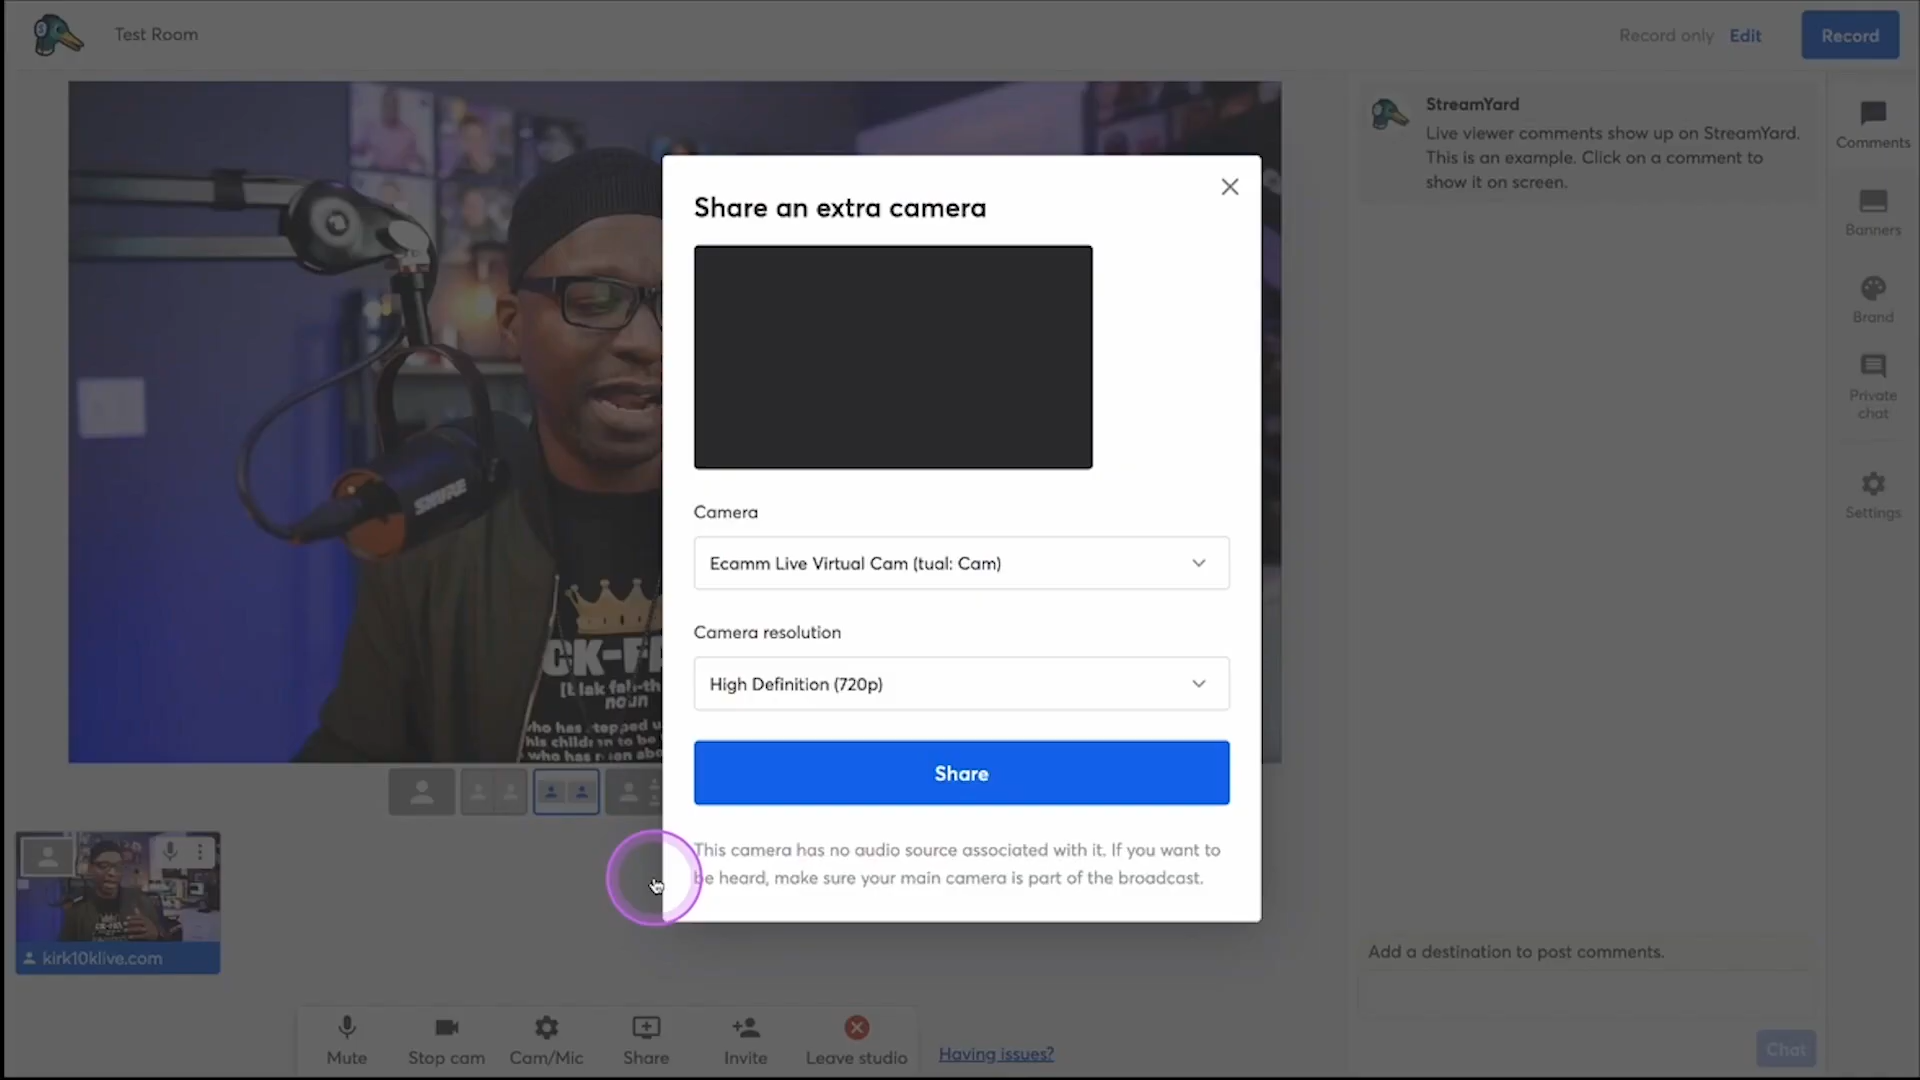 Test Room
Record only
Edit
Record
StreamYard
Live viewer comments show up on StreamYard.
This is an example. Click on a comment to
show it on screen.
Comments
Banners
Brand
Private
chat
Settings
Share an extra camera
Camera
Ecamm Live Virtual Cam (tual: Cam)
Camera resolution
High Definition (720p)
Share
This camera has no audio source associated with it. If you want to
be heard, make sure your main camera is part of the broadcast.
SHURE
noun
kirk10klive.com
Add a destination to post comments.
Chat
Mute
Stop cam
Cam/Mic
Share
Invite
Leave studio
Having issues?